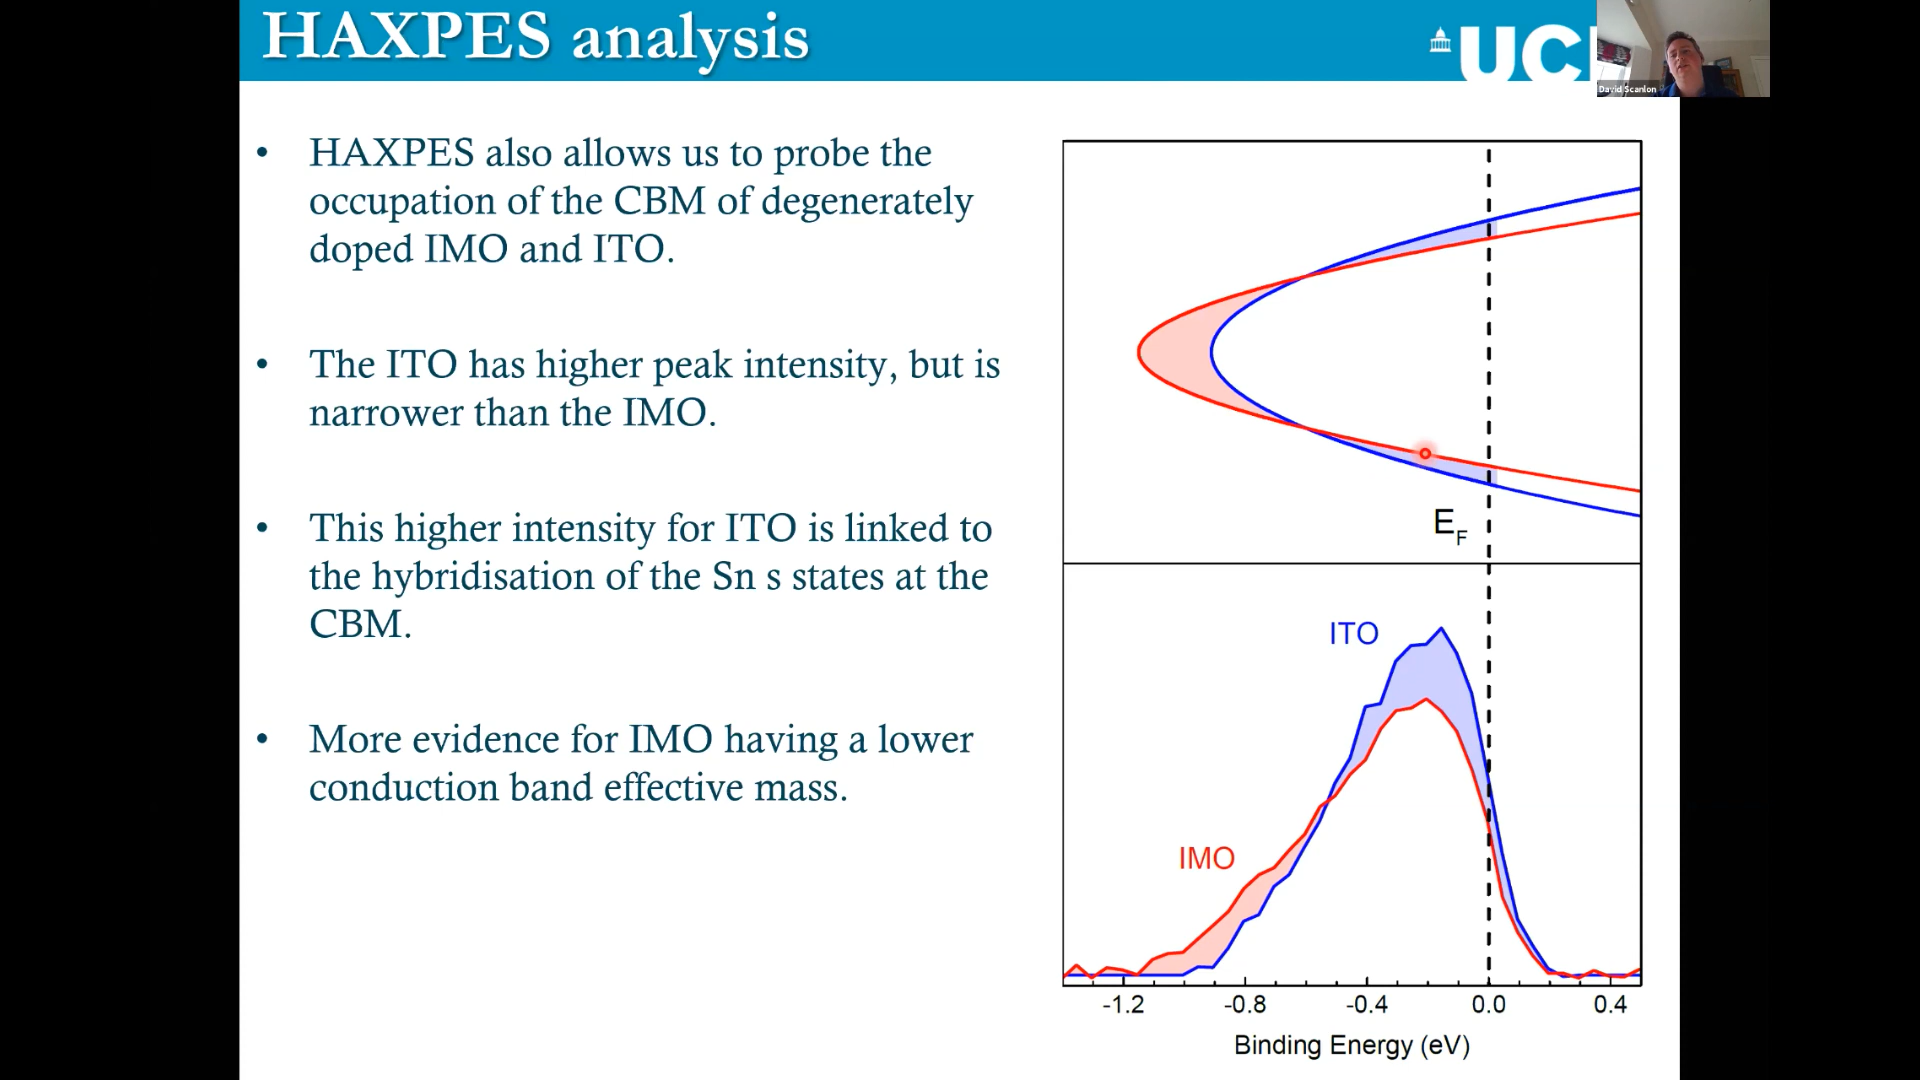 HAXPES analysis
UCL
David Scanlon
• HAXPES also allows us to probe the
occupation of the CBM of degenerately
doped IMO and ITO.
• The ITO has higher peak intensity, but is
narrower than the IMO.
• This higher intensity for ITO is linked to
the hybridisation of the Sn s states at the
CBM.
• More evidence for IMO having a lower
conduction band effective mass.
EF
ITO
IMO
-1.2 -0.8 -0.4 0.0 0.4
Binding Energy (eV)